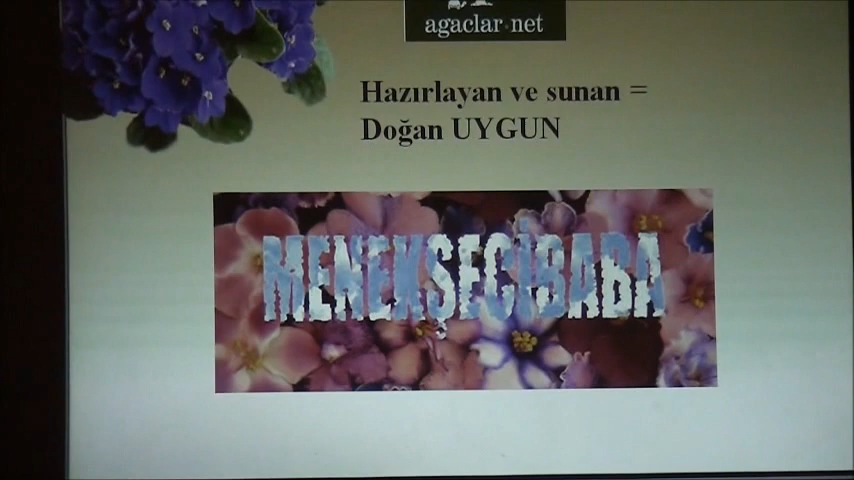 agaclar.net
Hazırlayan ve sunan =
Doğan UYGUN
MENEKŞECİBABA